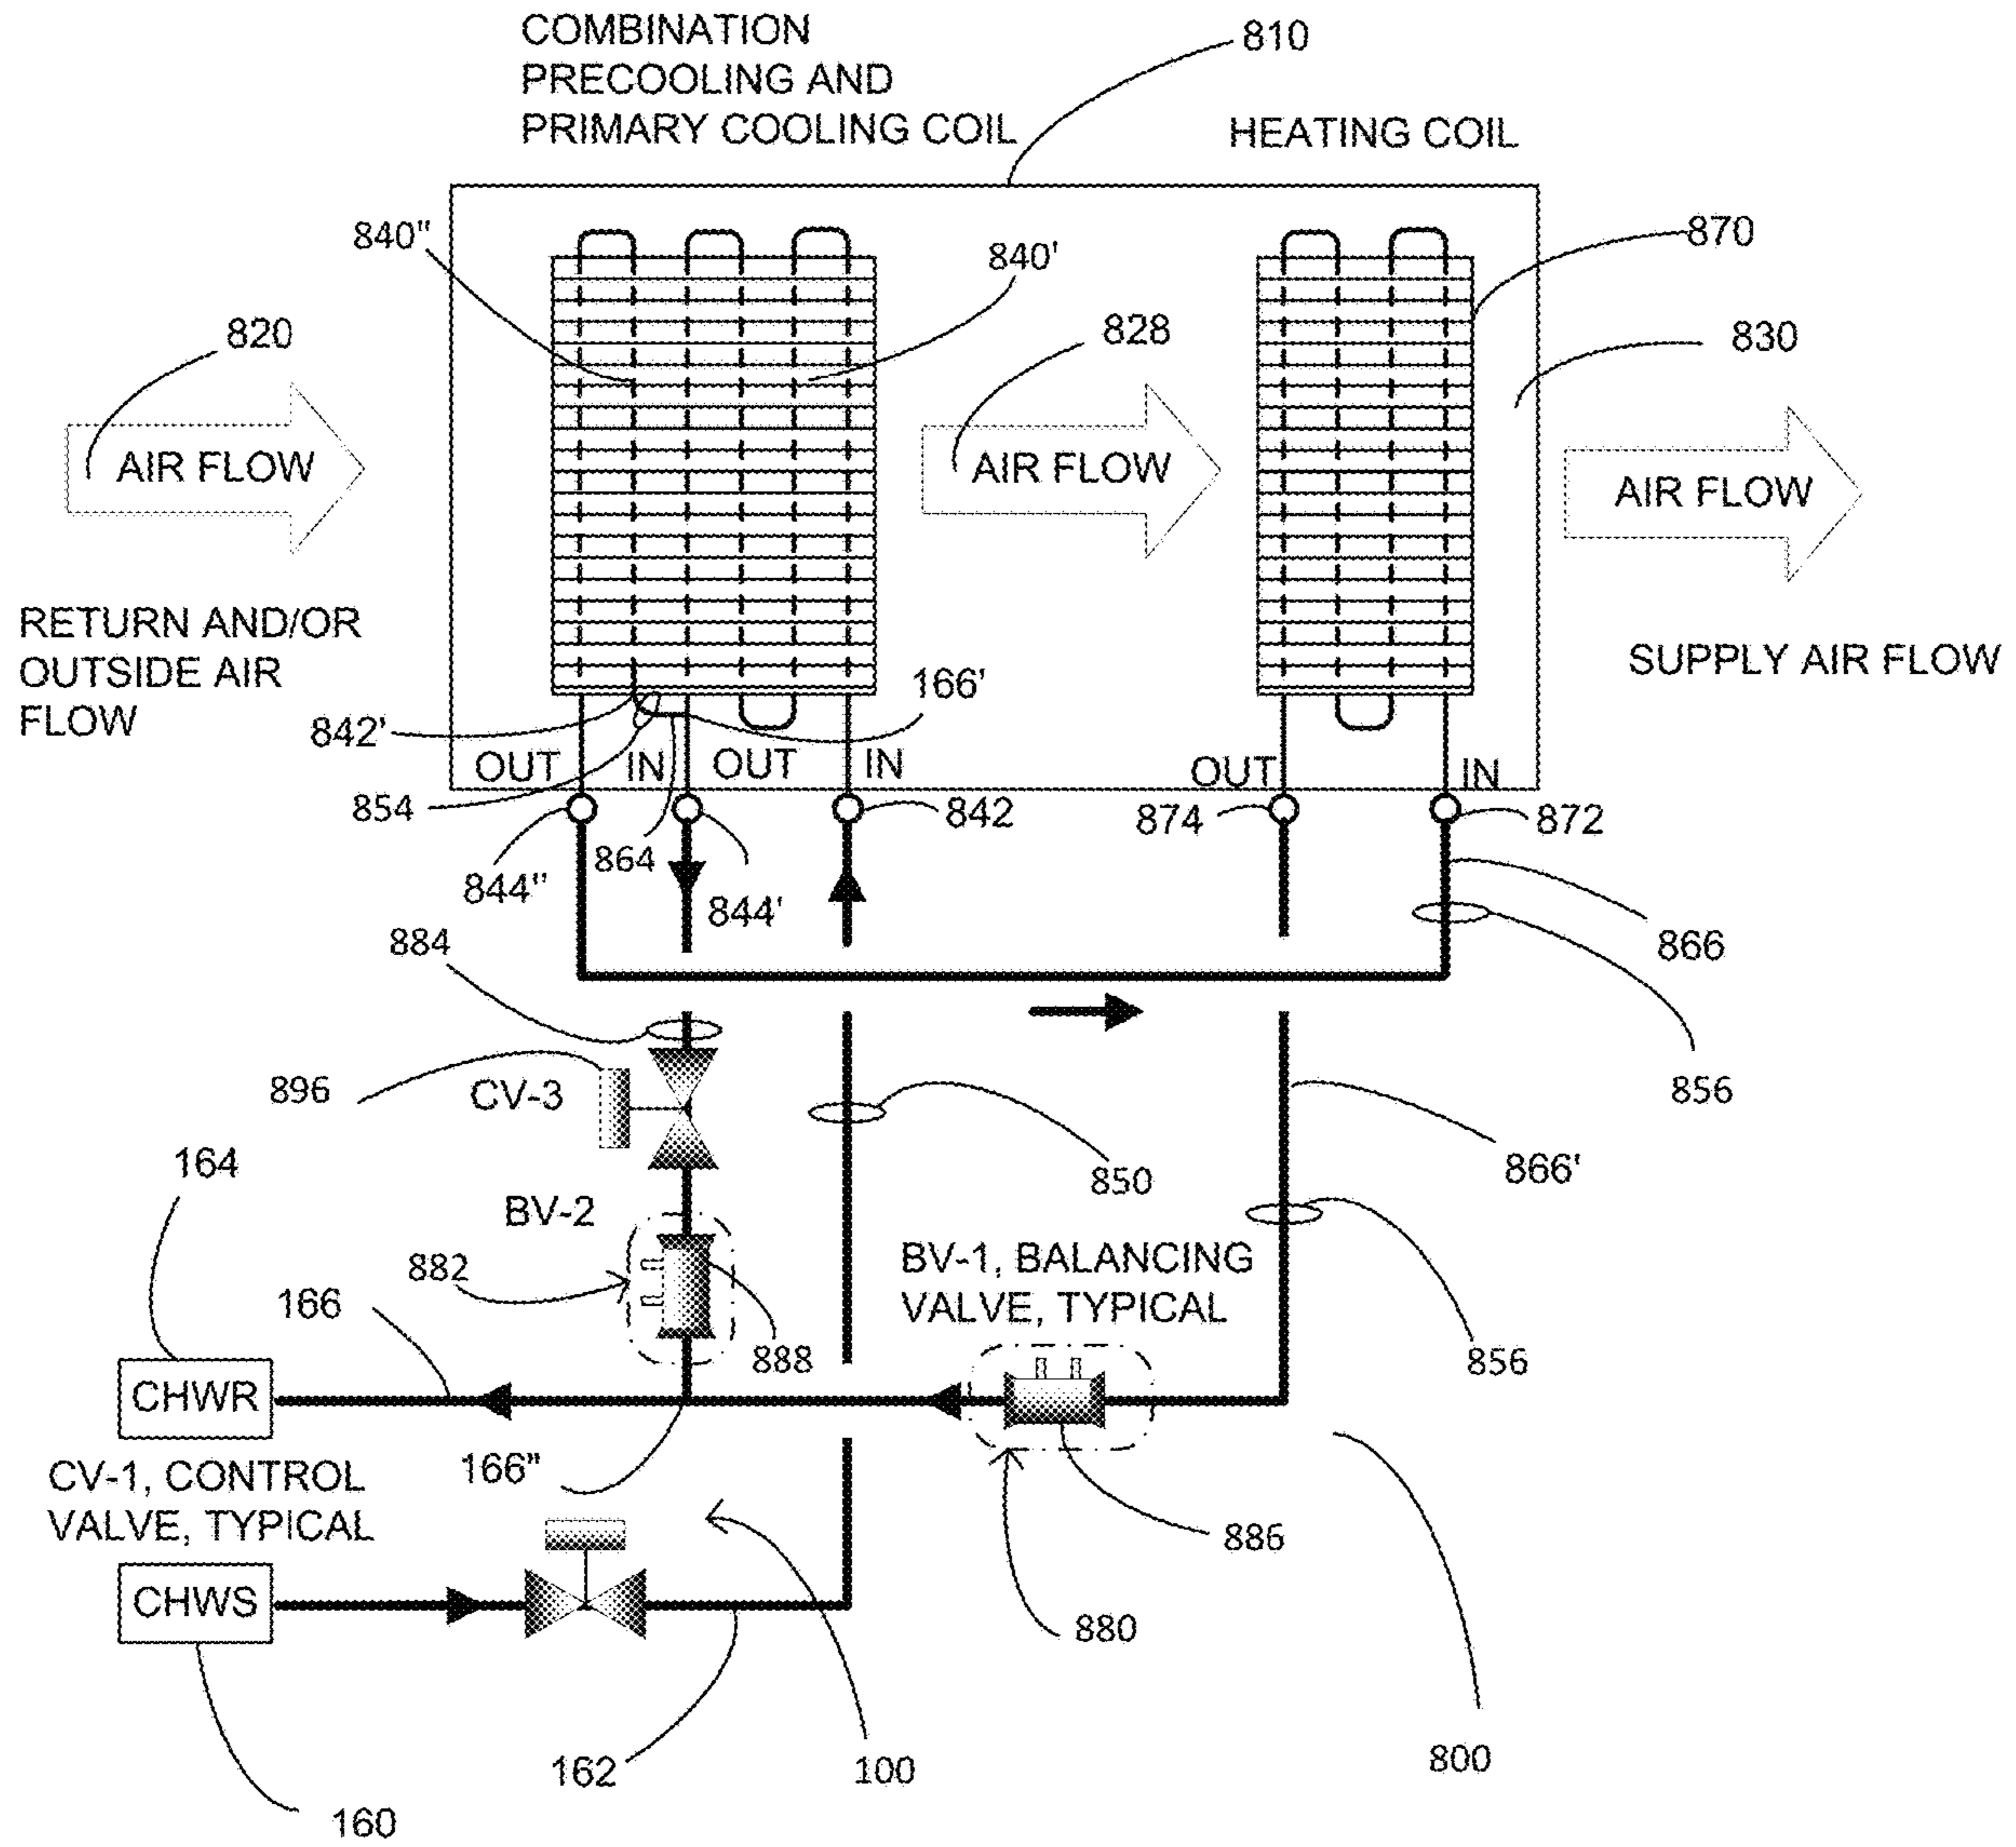 COMBINATION
PRECOOLING AND
PRIMARY COOLING COIL
810
HEATING COIL
840"
840'
870
820
828
830
AIR FLOW
AIR FLOW
AIR FLOW
RETURN AND/OR
OUTSIDE AIR
FLOW
SUPPLY AIR FLOW
166'
842'
OUT
IN
OUT
IN
OUT
IN
854
864
842
874
872
844"
844'
866
884
856
896
CV-3
850
866'
164
BV-2
882
BV-1, BALANCING
VALVE, TYPICAL
166
888
856
CHWR
166"
CV-1, CONTROL
VALVE, TYPICAL
886
880
CHWS
162
100
800
160